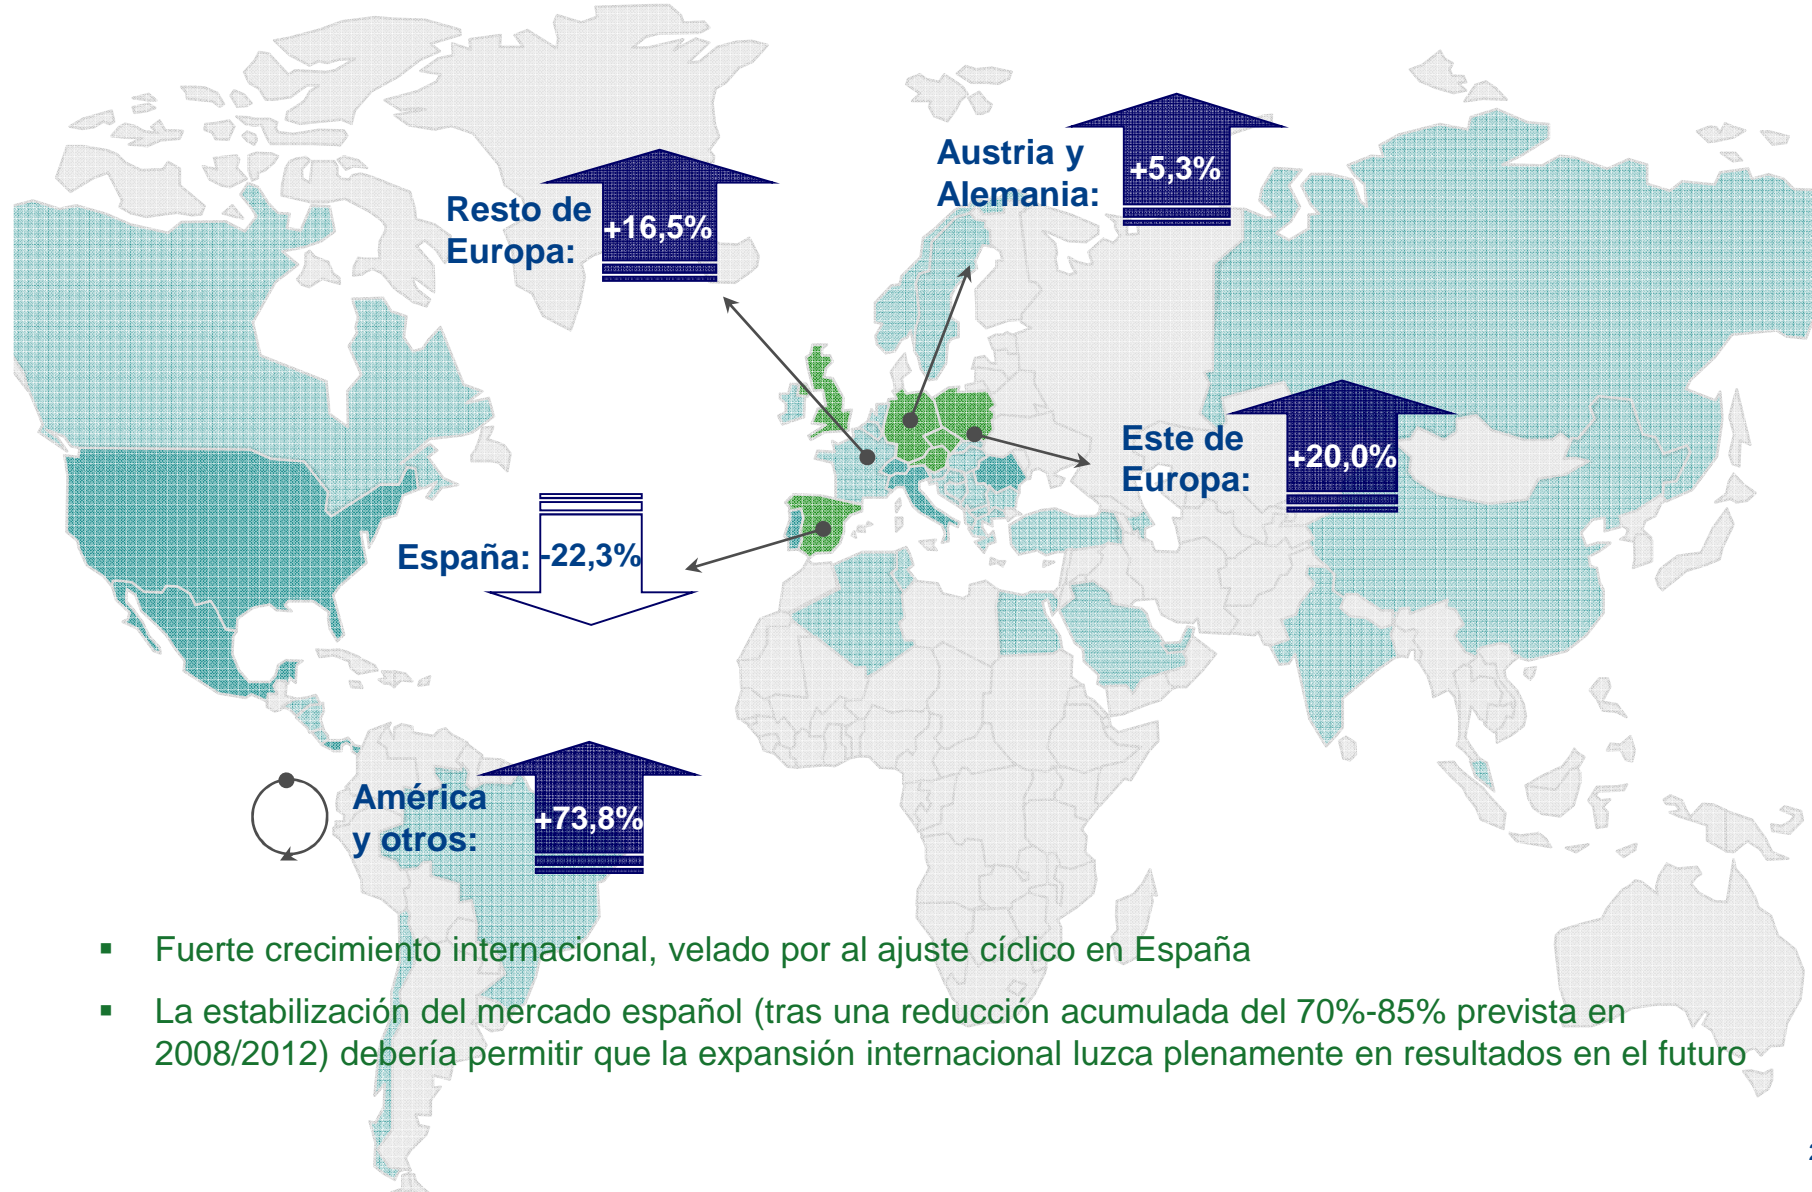 Austria y
Alemania:
+5,3%
Resto de
Europa:
+16,5%
Este de
Europa:
+20,0%
España:
-22,3%
América
y otros:
+73,8%
▪ Fuerte crecimiento internacional, velado por al ajuste cíclico en España
▪ La estabilización del mercado español (tras una reducción acumulada del 70%-85% prevista en
2008/2012) debería permitir que la expansión internacional luzca plenamente en resultados en el futuro